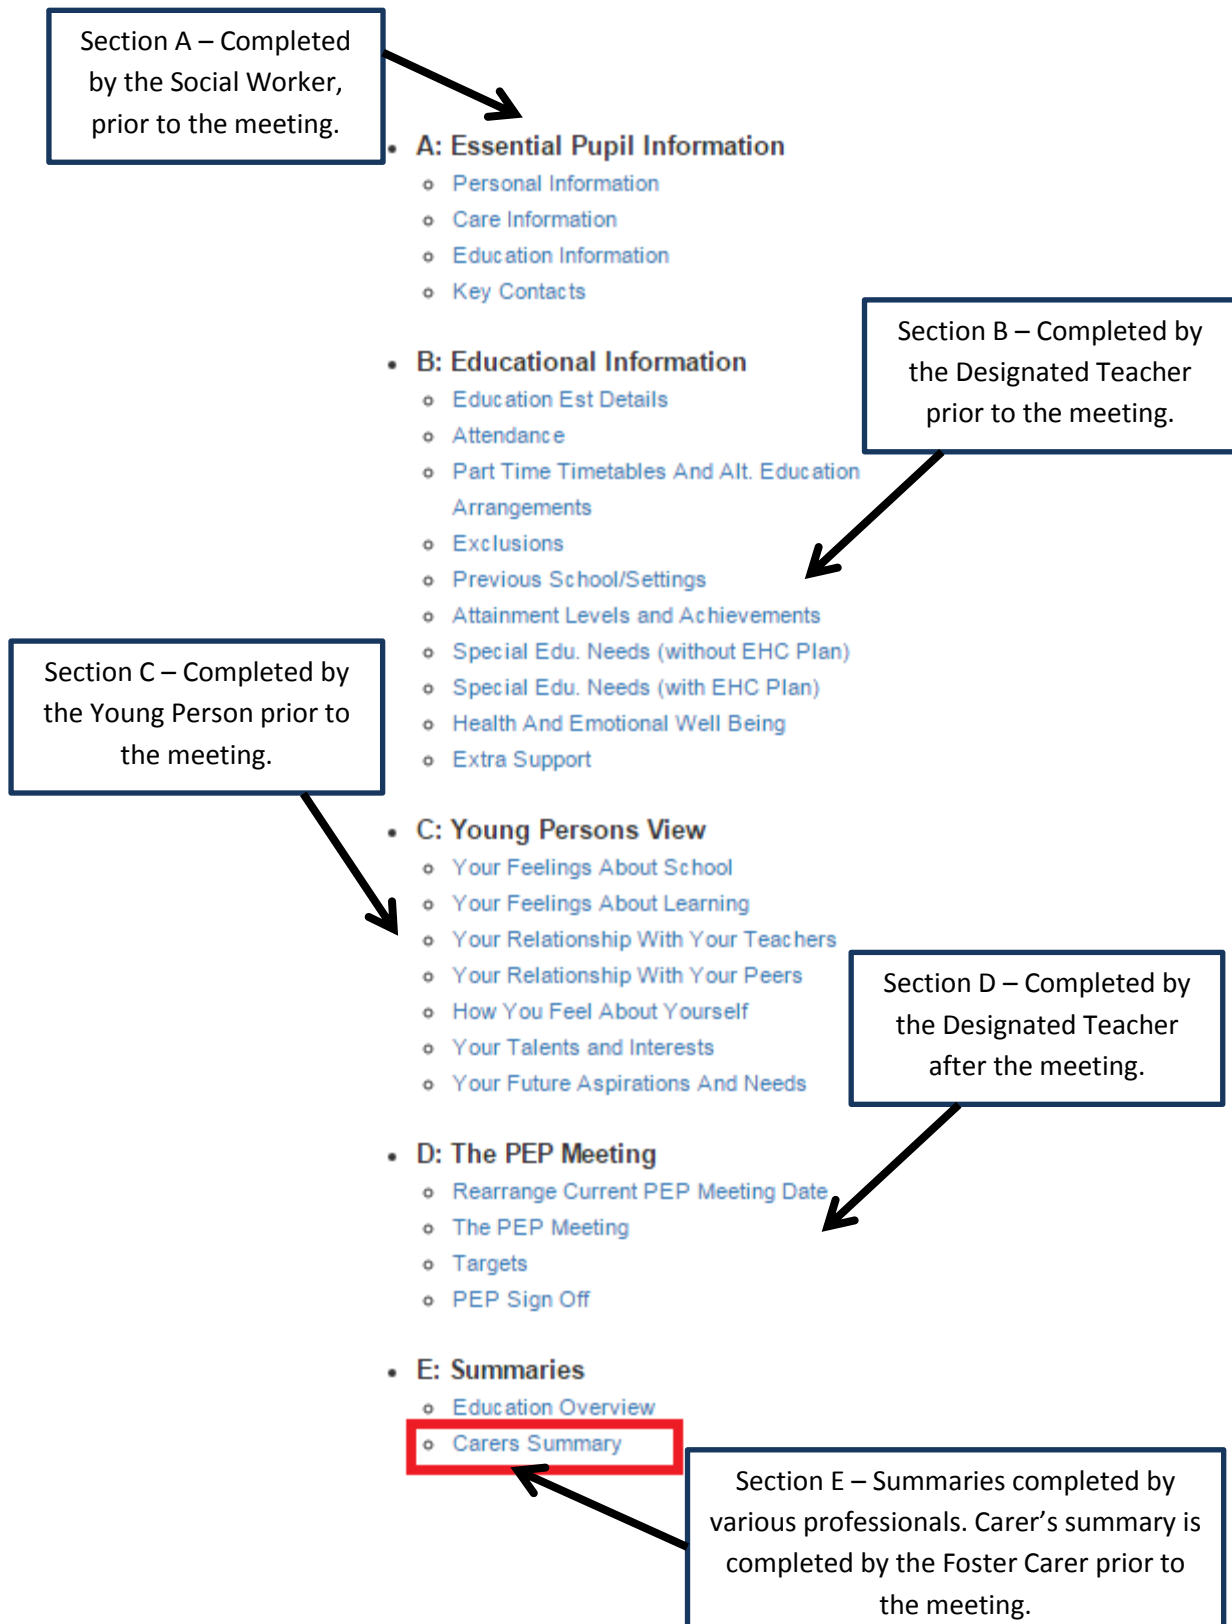 Section A – Completed
by the Social Worker,
prior to the meeting.
A: Essential Pupil Information
Personal Information
Care Information
Education Information
Key Contacts
Section B – Completed by
the Designated Teacher
prior to the meeting.
B: Educational Information
Education Est Details
Attendance
Part Time Timetables And Alt. Education
Arrangements
Exclusions
Previous School/Settings
Attainment Levels and Achievements
Special Edu. Needs (without EHC Plan)
Special Edu. Needs (with EHC Plan)
Health And Emotional Well Being
Extra Support
Section C – Completed by
the Young Person prior to
the meeting.
C: Young Persons View
Your Feelings About School
Your Feelings About Learning
Your Relationship With Your Teachers
Your Relationship With Your Peers
How You Feel About Yourself
Your Talents and Interests
Your Future Aspirations And Needs
Section D – Completed by
the Designated Teacher
after the meeting.
D: The PEP Meeting
Rearrange Current PEP Meeting Date
The PEP Meeting
Targets
PEP Sign Off
E: Summaries
Education Overview
Carers Summary
Section E – Summaries completed by
various professionals. Carer's summary is
completed by the Foster Carer prior to
the meeting.